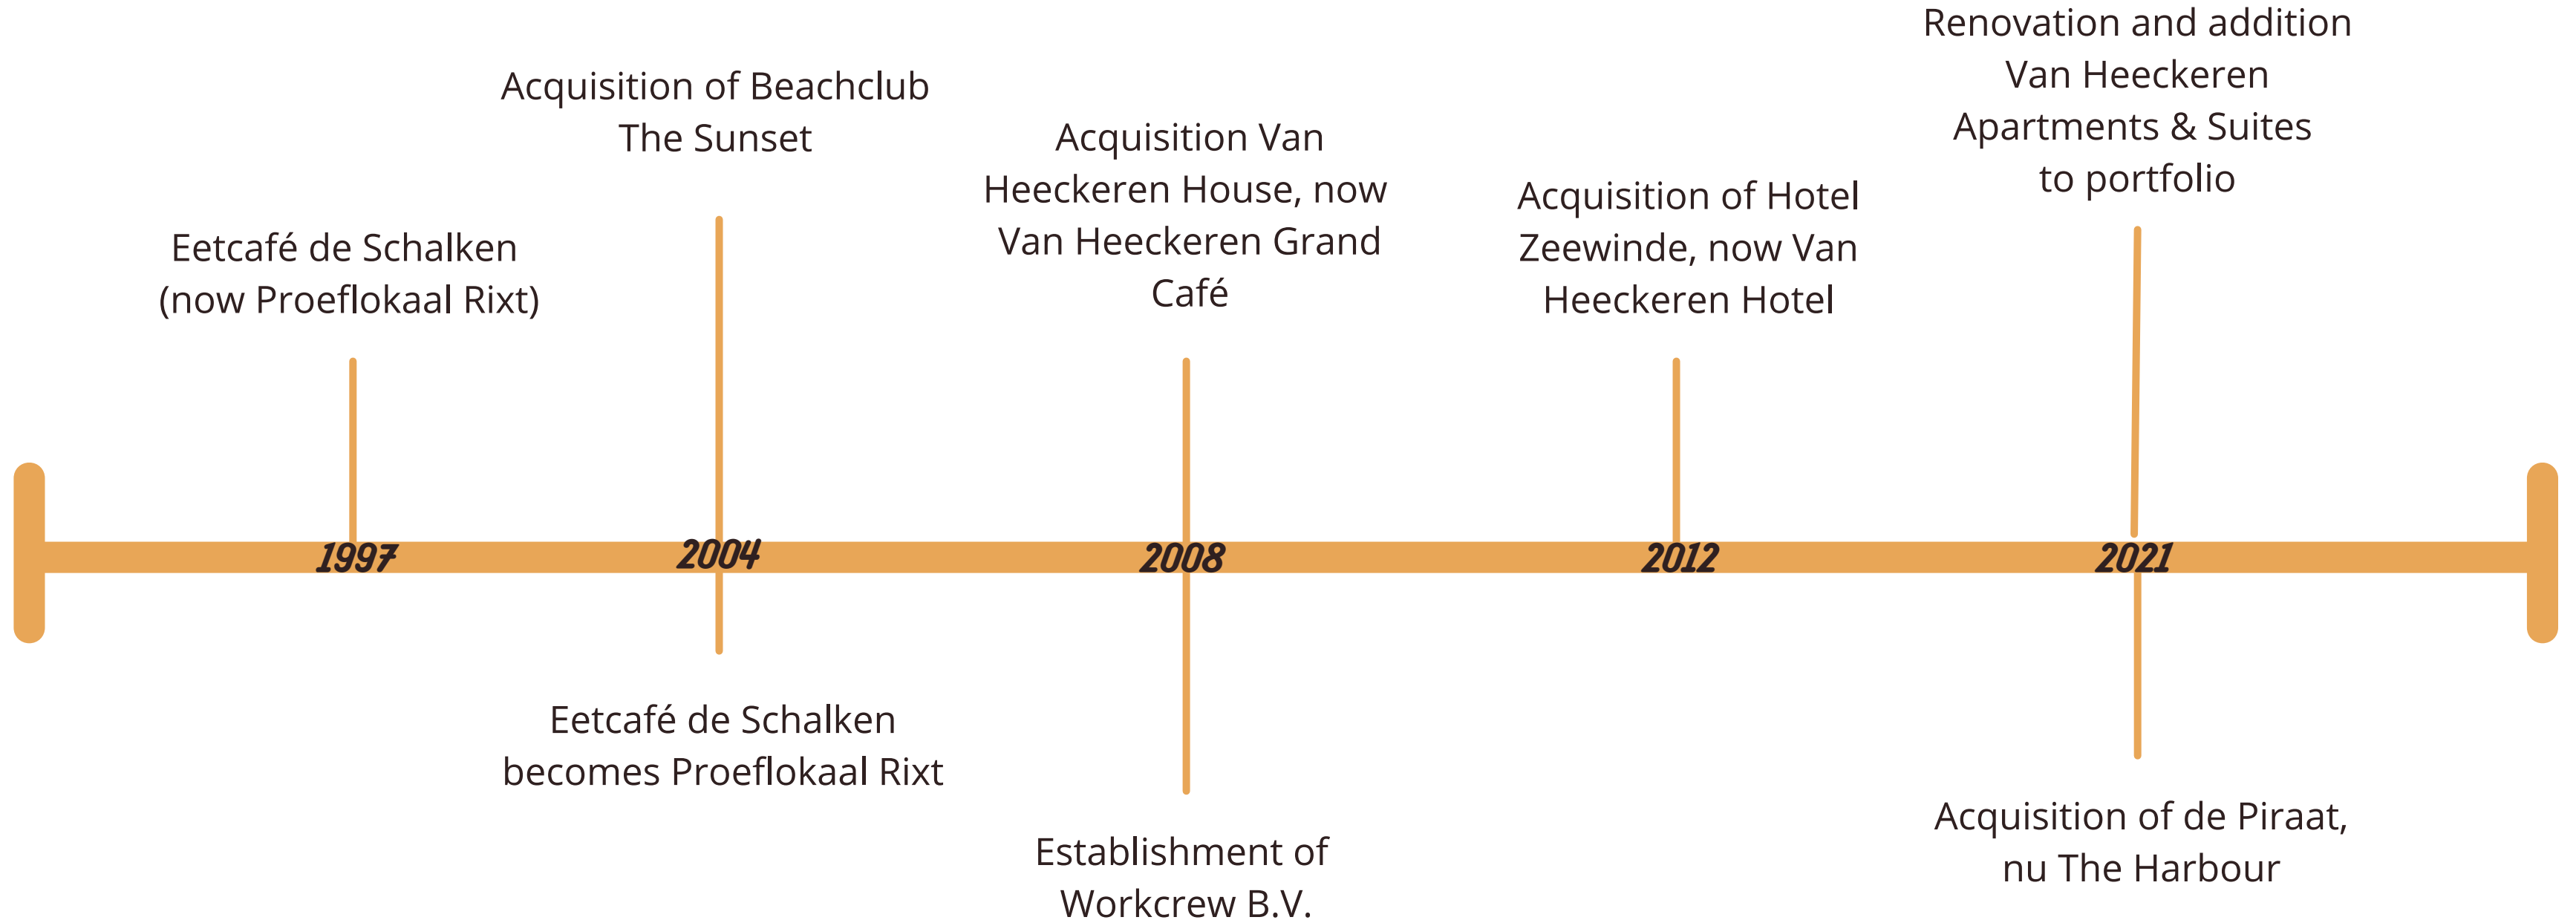 Eetcafé de Schalken
(now Proeflokaal Rixt)
1997
Acquisition of Beachclub
The Sunset
2004
Eetcafé de Schalken
becomes Proeflokaal Rixt
Acquisition Van
Heeckeren House, now
Van Heeckeren Grand
Café
2008
Establishment of
Workcrew B.V.
Acquisition of Hotel
Zeewinde, now Van
Heeckeren Hotel
2012
Renovation and addition
Van Heeckeren
Apartments & Suites
to portfolio
2021
Acquisition of de Piraat,
nu The Harbour